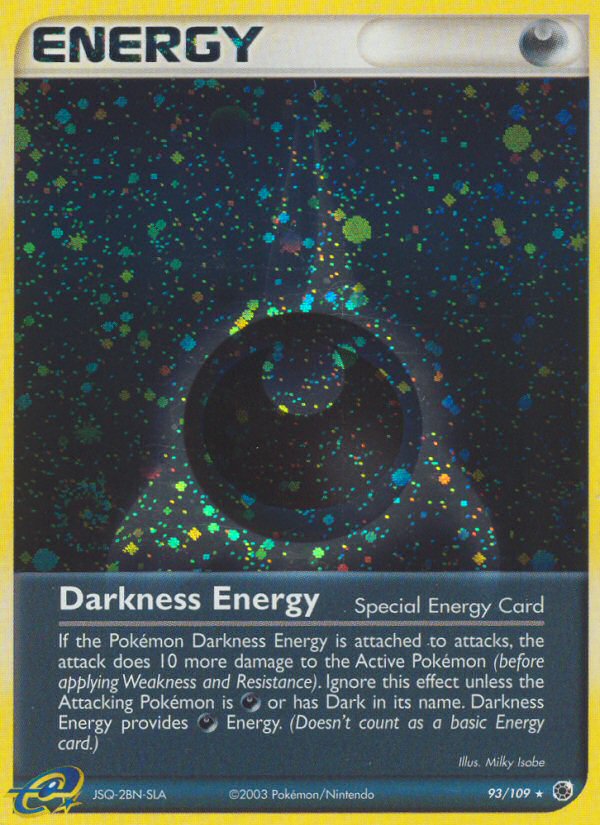 ENERGY
Darkness Energy Special Energy Card
If the Pokémon Darkness Energy is attached to attacks, the
attack does 10 more damage to the Active Pokémon (before
applying Weakness and Resistance). Ignore this effect unless the
Attacking Pokémon is or has Dark in its name. Darkness
Energy provides Energy. (Doesn't count as a basic Energy
card.)
Illus. Milky Isobe
e JSQ-2BN-SLA ©2003 Pokémon/Nintendo 93/109 ★